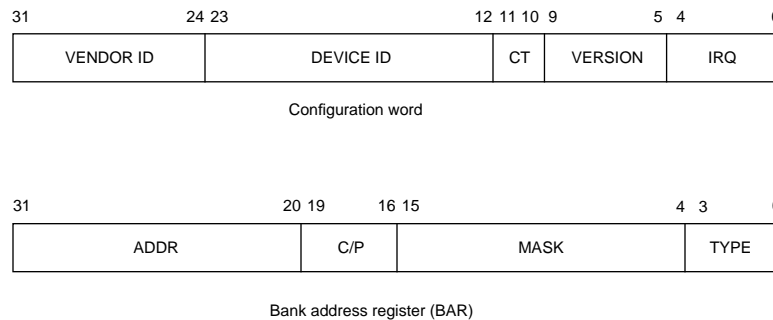 31 24 23 12 11 10 9 5 4
VENDOR ID DEVICE ID CT VERSION IRQ
Configuration word
31 20 19 16 15 4 3
ADDR C/P MASK TYPE
Bank address register (BAR)